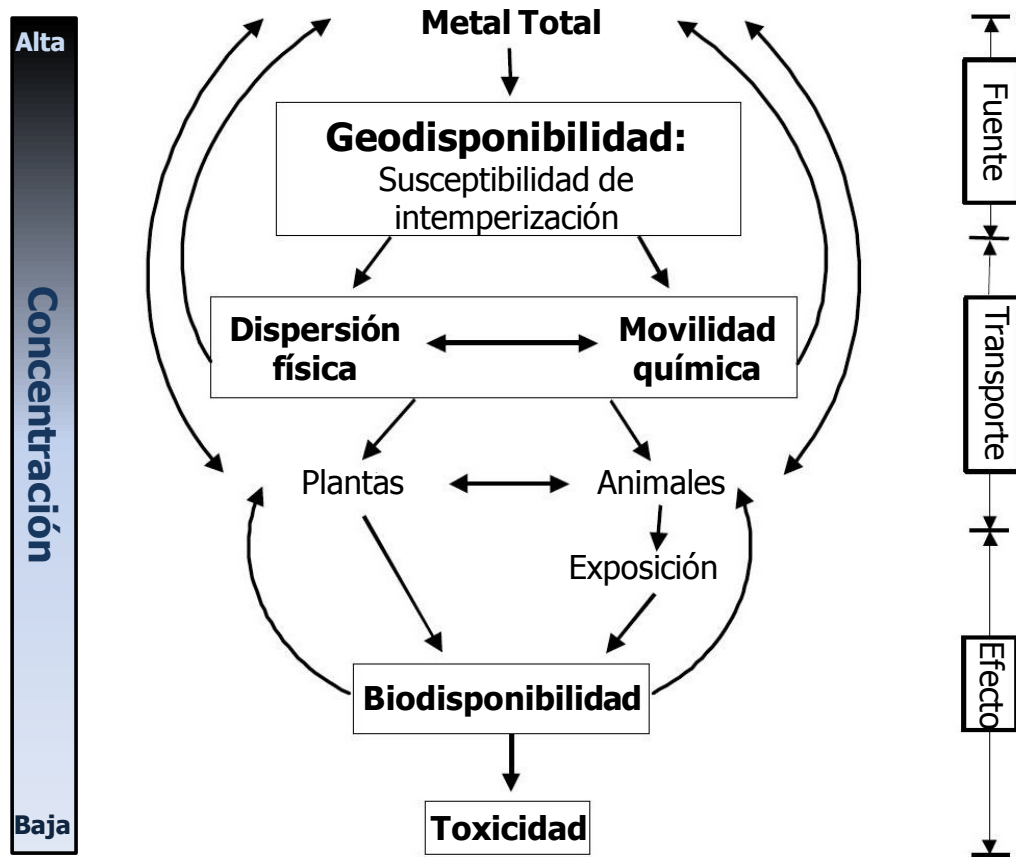 Metal Total
Alta
Geodisponibilidad:
Susceptibilidad de
intemperización
Fuente
Dispersión
física
Movilidad
química
Transporte
Concentración
Plantas
Animales
Exposición
Biodisponibilidad
Efecto
Toxicidad
Baja